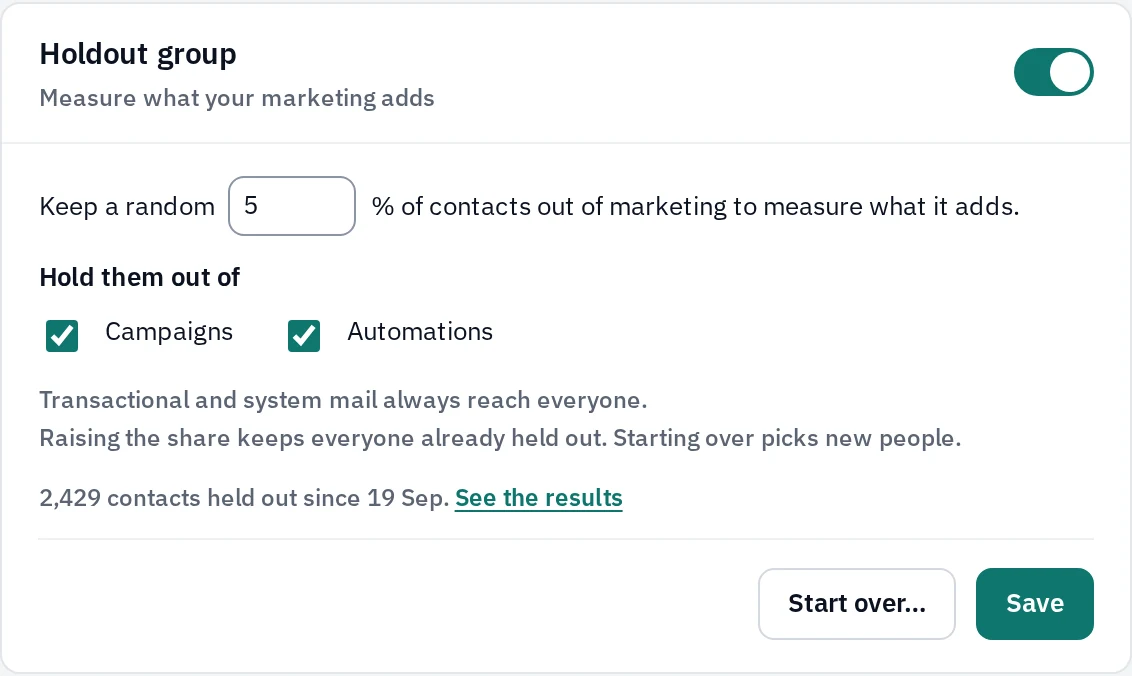 Holdout group
Measure what your marketing adds
Keep a random 5 % of contacts out of marketing to measure what it adds.
Hold them out of
Campaigns Automations
Transactional and system mail always reach everyone.
Raising the share keeps everyone already held out. Starting over picks new people.
2,429 contacts held out since 19 Sep. See the results
Start over... Save